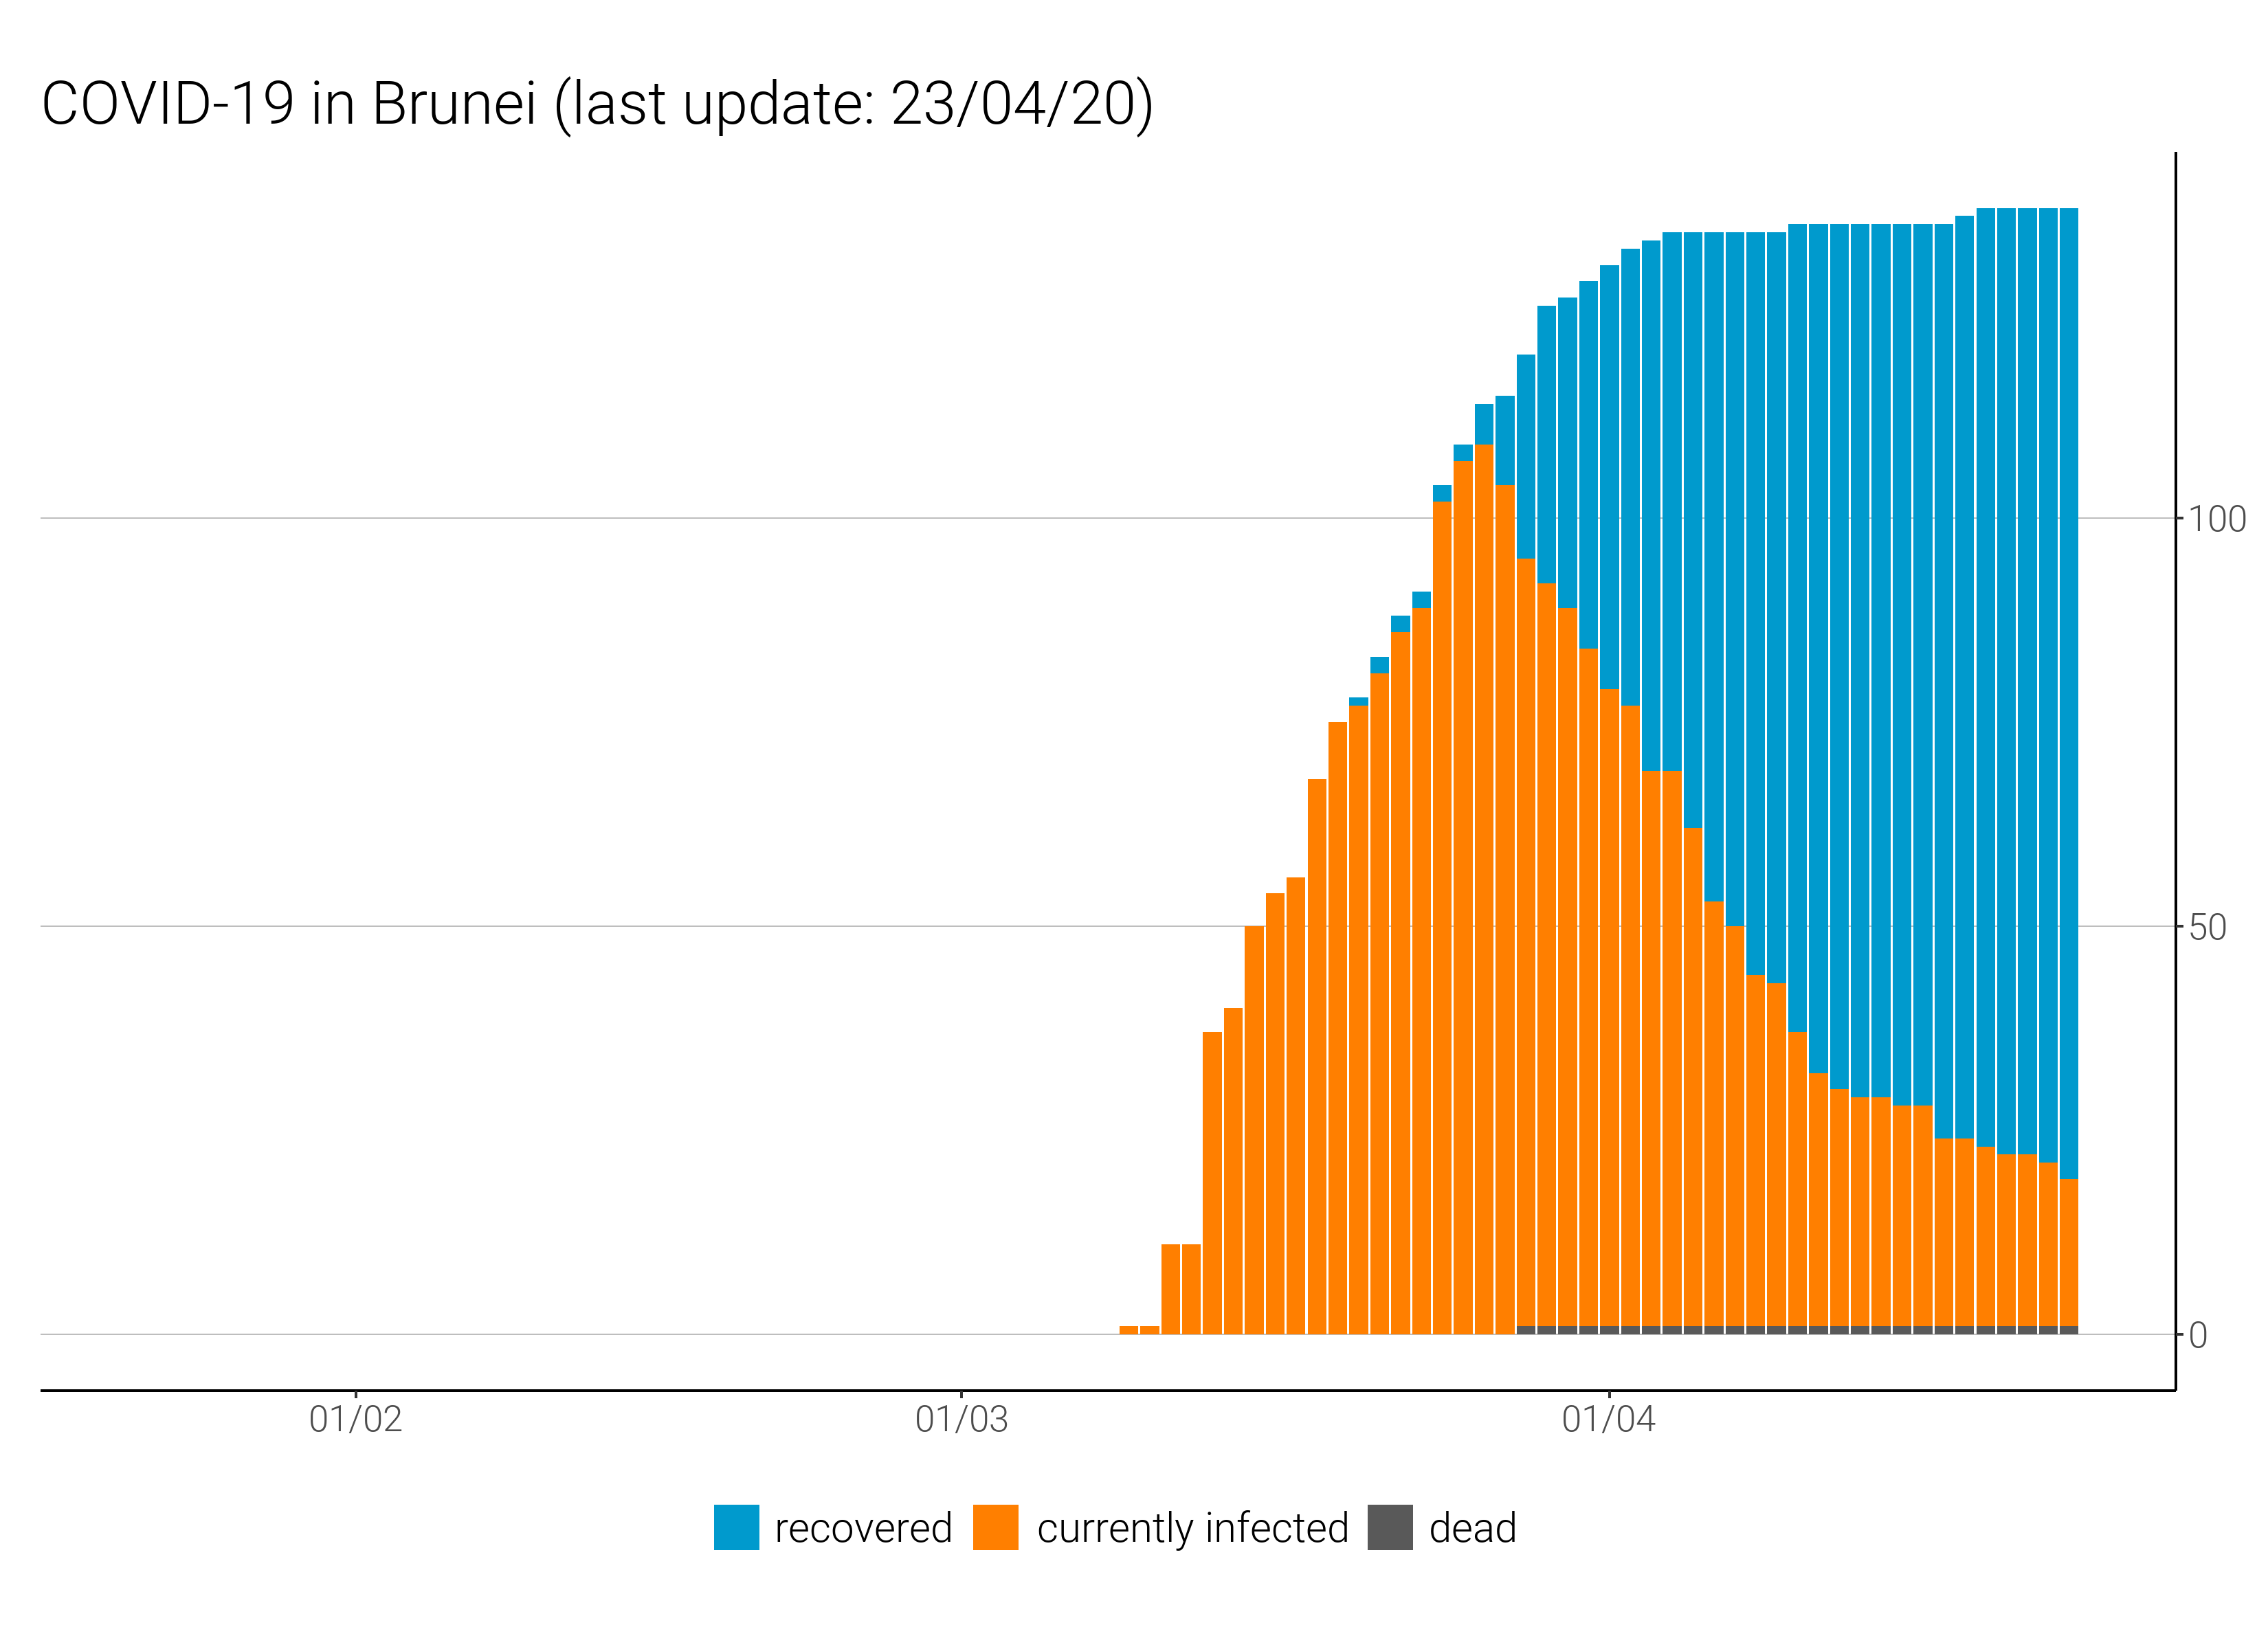 COVID-19 in Brunei (last update: 23/04/20)
100
50
0
01/02 01/03 01/04
recovered currently infected dead